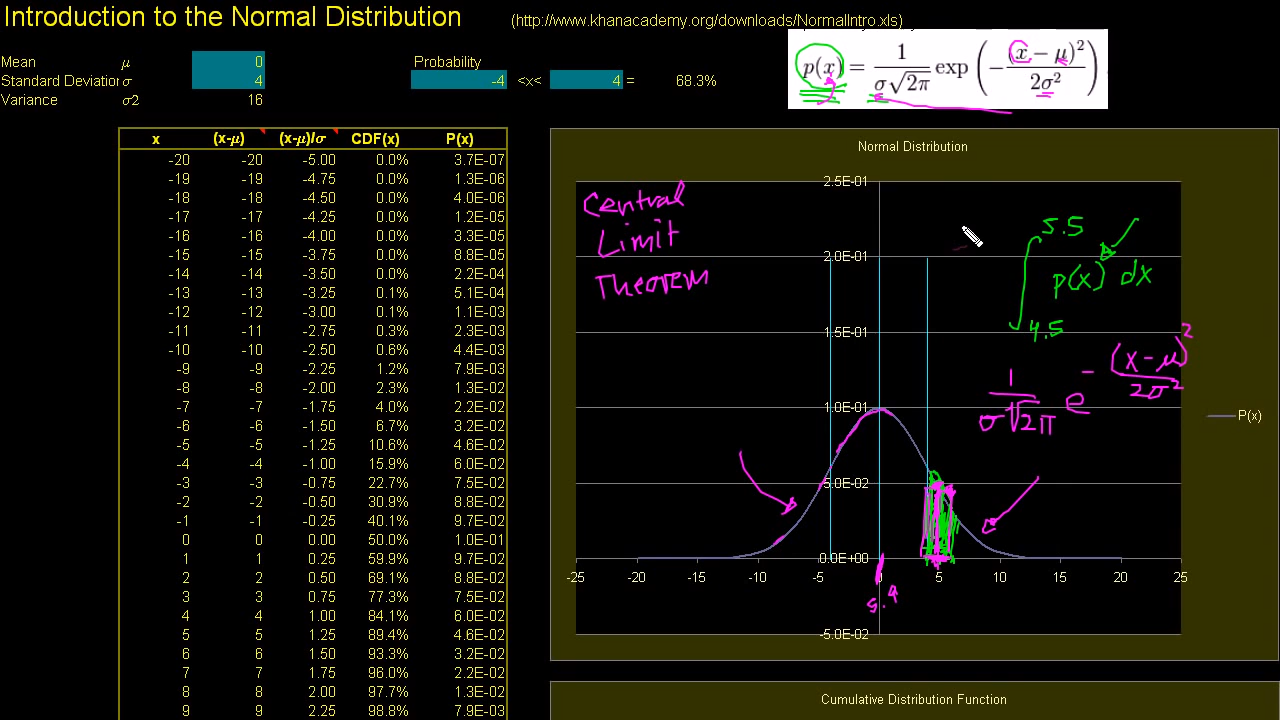 Introduction to the Normal Distribution (http://www.khanacademy.org/downloads/NormalIntro.xls)
Mean μ 0 Probability
Standard Deviation σ 4 -4 <x< 4 = 68.3%
Variance σ2 16
p(x) = 1/(σ√2π) exp (−(x − μ)²/2σ²)
x (x-μ) (x-μ)/σ CDF(x) P(x)
-20 -20 -5.00 0.0% 3.7E-07
-19 -19 -4.75 0.0% 1.3E-06
-18 -18 -4.50 0.0% 4.0E-06
-17 -17 -4.25 0.0% 1.2E-05
-16 -16 -4.00 0.0% 3.3E-05
-15 -15 -3.75 0.0% 8.8E-05
-14 -14 -3.50 0.0% 2.2E-04
-13 -13 -3.25 0.1% 5.1E-04
-12 -12 -3.00 0.1% 1.1E-03
-11 -11 -2.75 0.3% 2.3E-03
-10 -10 -2.50 0.6% 4.4E-03
-9 -9 -2.25 1.2% 7.9E-03
-8 -8 -2.00 2.3% 1.3E-02
-7 -7 -1.75 4.0% 2.2E-02
-6 -6 -1.50 6.7% 3.2E-02
-5 -5 -1.25 10.6% 4.6E-02
-4 -4 -1.00 15.9% 6.0E-02
-3 -3 -0.75 22.7% 7.5E-02
-2 -2 -0.50 30.9% 8.8E-02
-1 -1 -0.25 40.1% 9.7E-02
0 0 0.00 50.0% 1.0E-01
1 1 0.25 59.9% 9.7E-02
2 2 0.50 69.1% 8.8E-02
3 3 0.75 77.3% 7.5E-02
4 4 1.00 84.1% 6.0E-02
5 5 1.25 89.4% 4.6E-02
6 6 1.50 93.3% 3.2E-02
7 7 1.75 96.0% 2.2E-02
8 8 2.00 97.7% 1.3E-02
9 9 2.25 98.8% 7.9E-03
Normal Distribution
2.5E-01
2.0E-01
1.5E-01
1.0E-01
5.0E-02
0.0E+00
-5.0E-02
-25 -20 -15 -10 -5 0 5 10 15 20 25
P(x)
Central
Limit
Theorem
5.5
∫ p(x) dx
4.5
1/(σ√2π) e^−(x−μ)²/2σ²
5.9
Cumulative Distribution Function